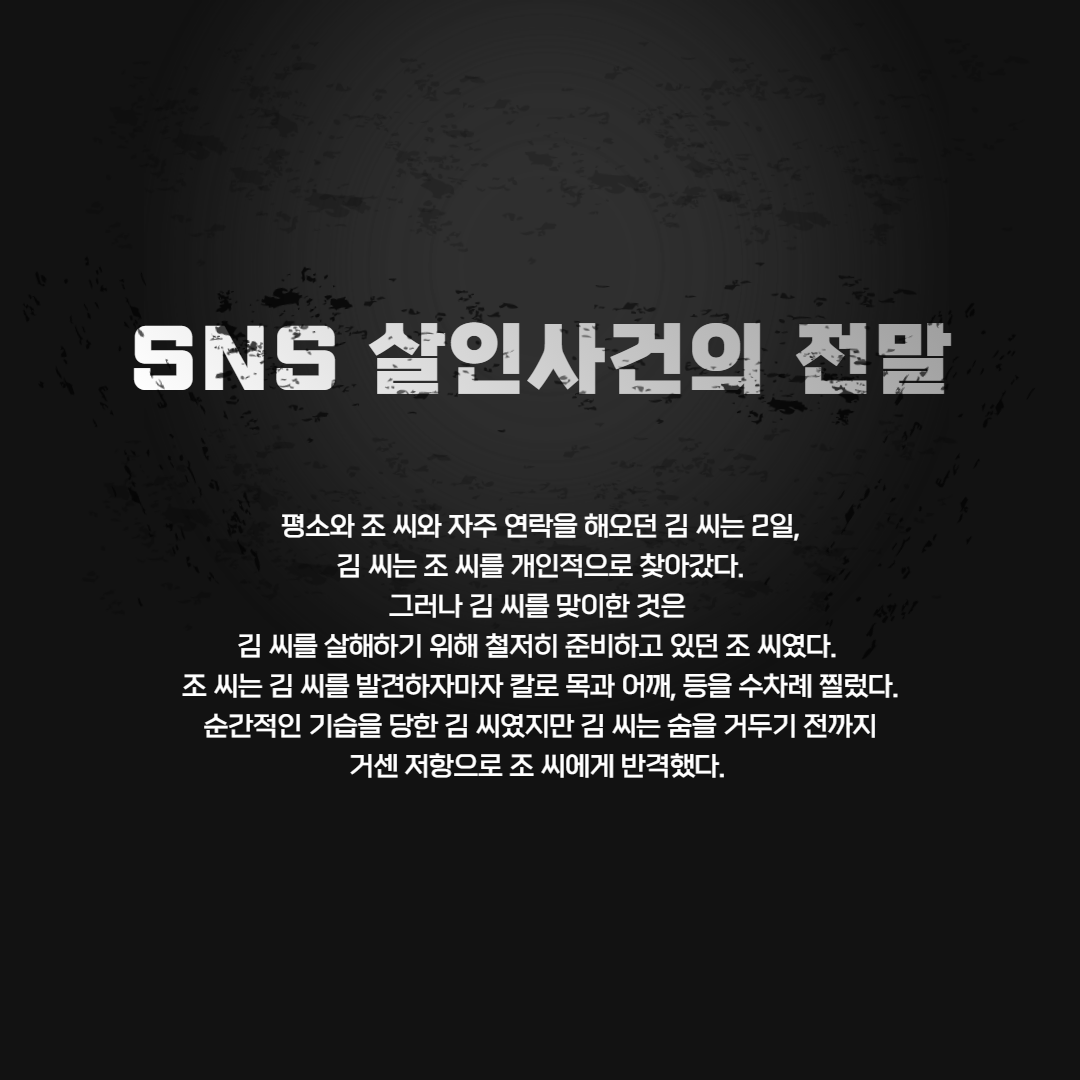 SNS 살인사건의 전말
평소와 조 씨와 자주 연락을 해오던 김 씨는 2일,
김 씨는 조 씨를 개인적으로 찾아갔다.
그러나 김 씨를 맞이한 것은
김 씨를 살해하기 위해 철저히 준비하고 있던 조 씨였다.
조 씨는 김 씨를 발견하자마자 칼로 목과 어깨, 등을 수차례 찔렀다.
순간적인 기습을 당한 김 씨였지만 김 씨는 숨을 거두기 전까지
거센 저항으로 조 씨에게 반격했다.